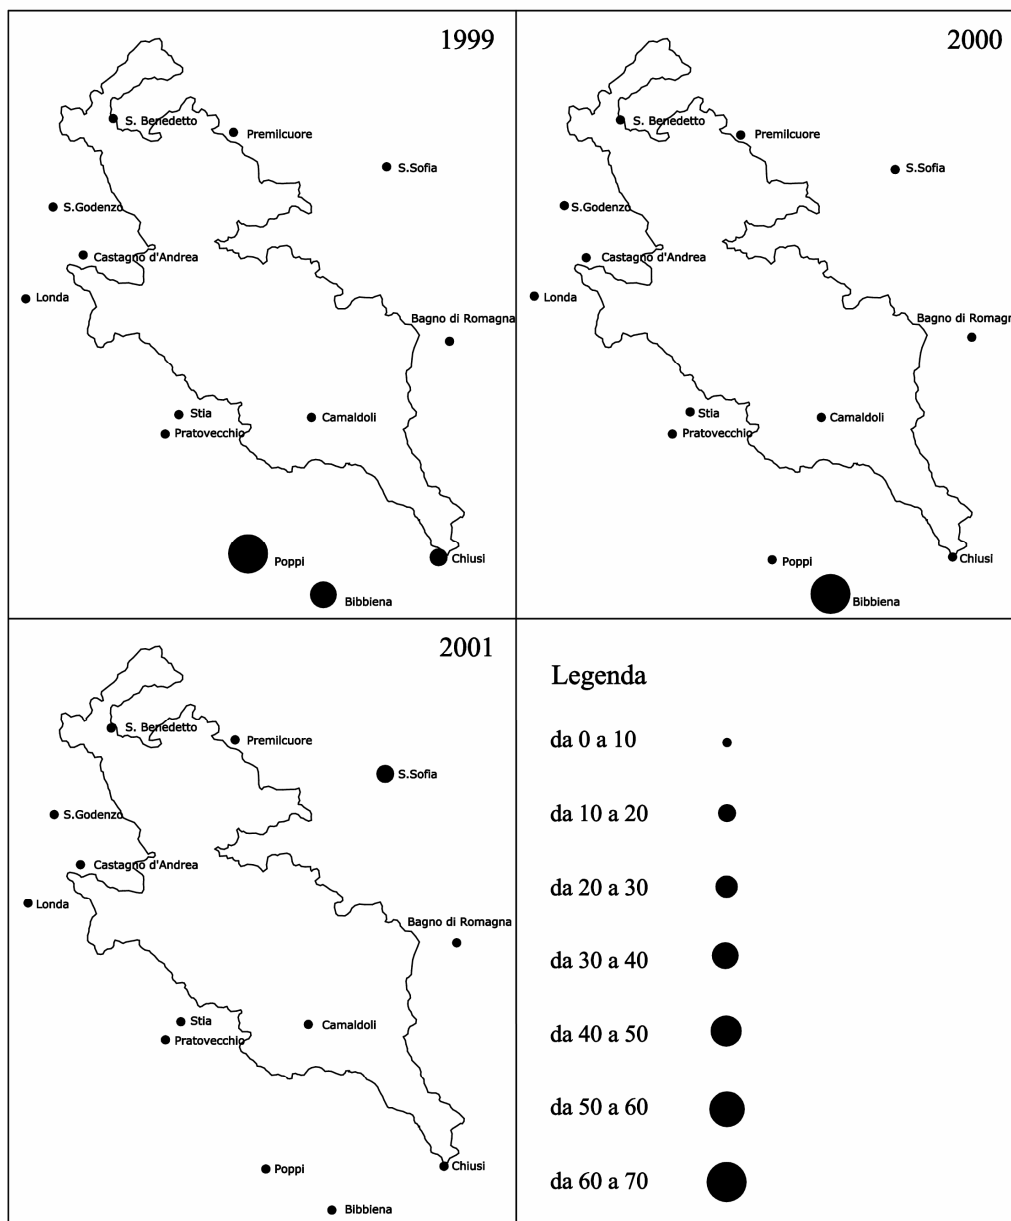 1999
S. Benedetto
Premilcuore
S.Sofia
S.Godenzo
Castagno d'Andrea
Londa
Bagno di Romagna
Stia
Camaldoli
Pratovecchio
Poppi
Chiusi
Bibbiena
2000
S. Benedetto
Premilcuore
S.Sofia
S.Godenzo
Castagno d'Andrea
Londa
Bagno di Romagn
Stia
Camaldoli
Pratovecchio
Poppi
Chiusi
Bibbiena
2001
S. Benedetto
Premilcuore
S.Sofia
S.Godenzo
Castagno d'Andrea
Londa
Bagno di Romagna
Stia
Camaldoli
Pratovecchio
Chiusi
Poppi
Bibbiena
Legenda
da 0 a 10
da 10 a 20
da 20 a 30
da 30 a 40
da 40 a 50
da 50 a 60
da 60 a 70